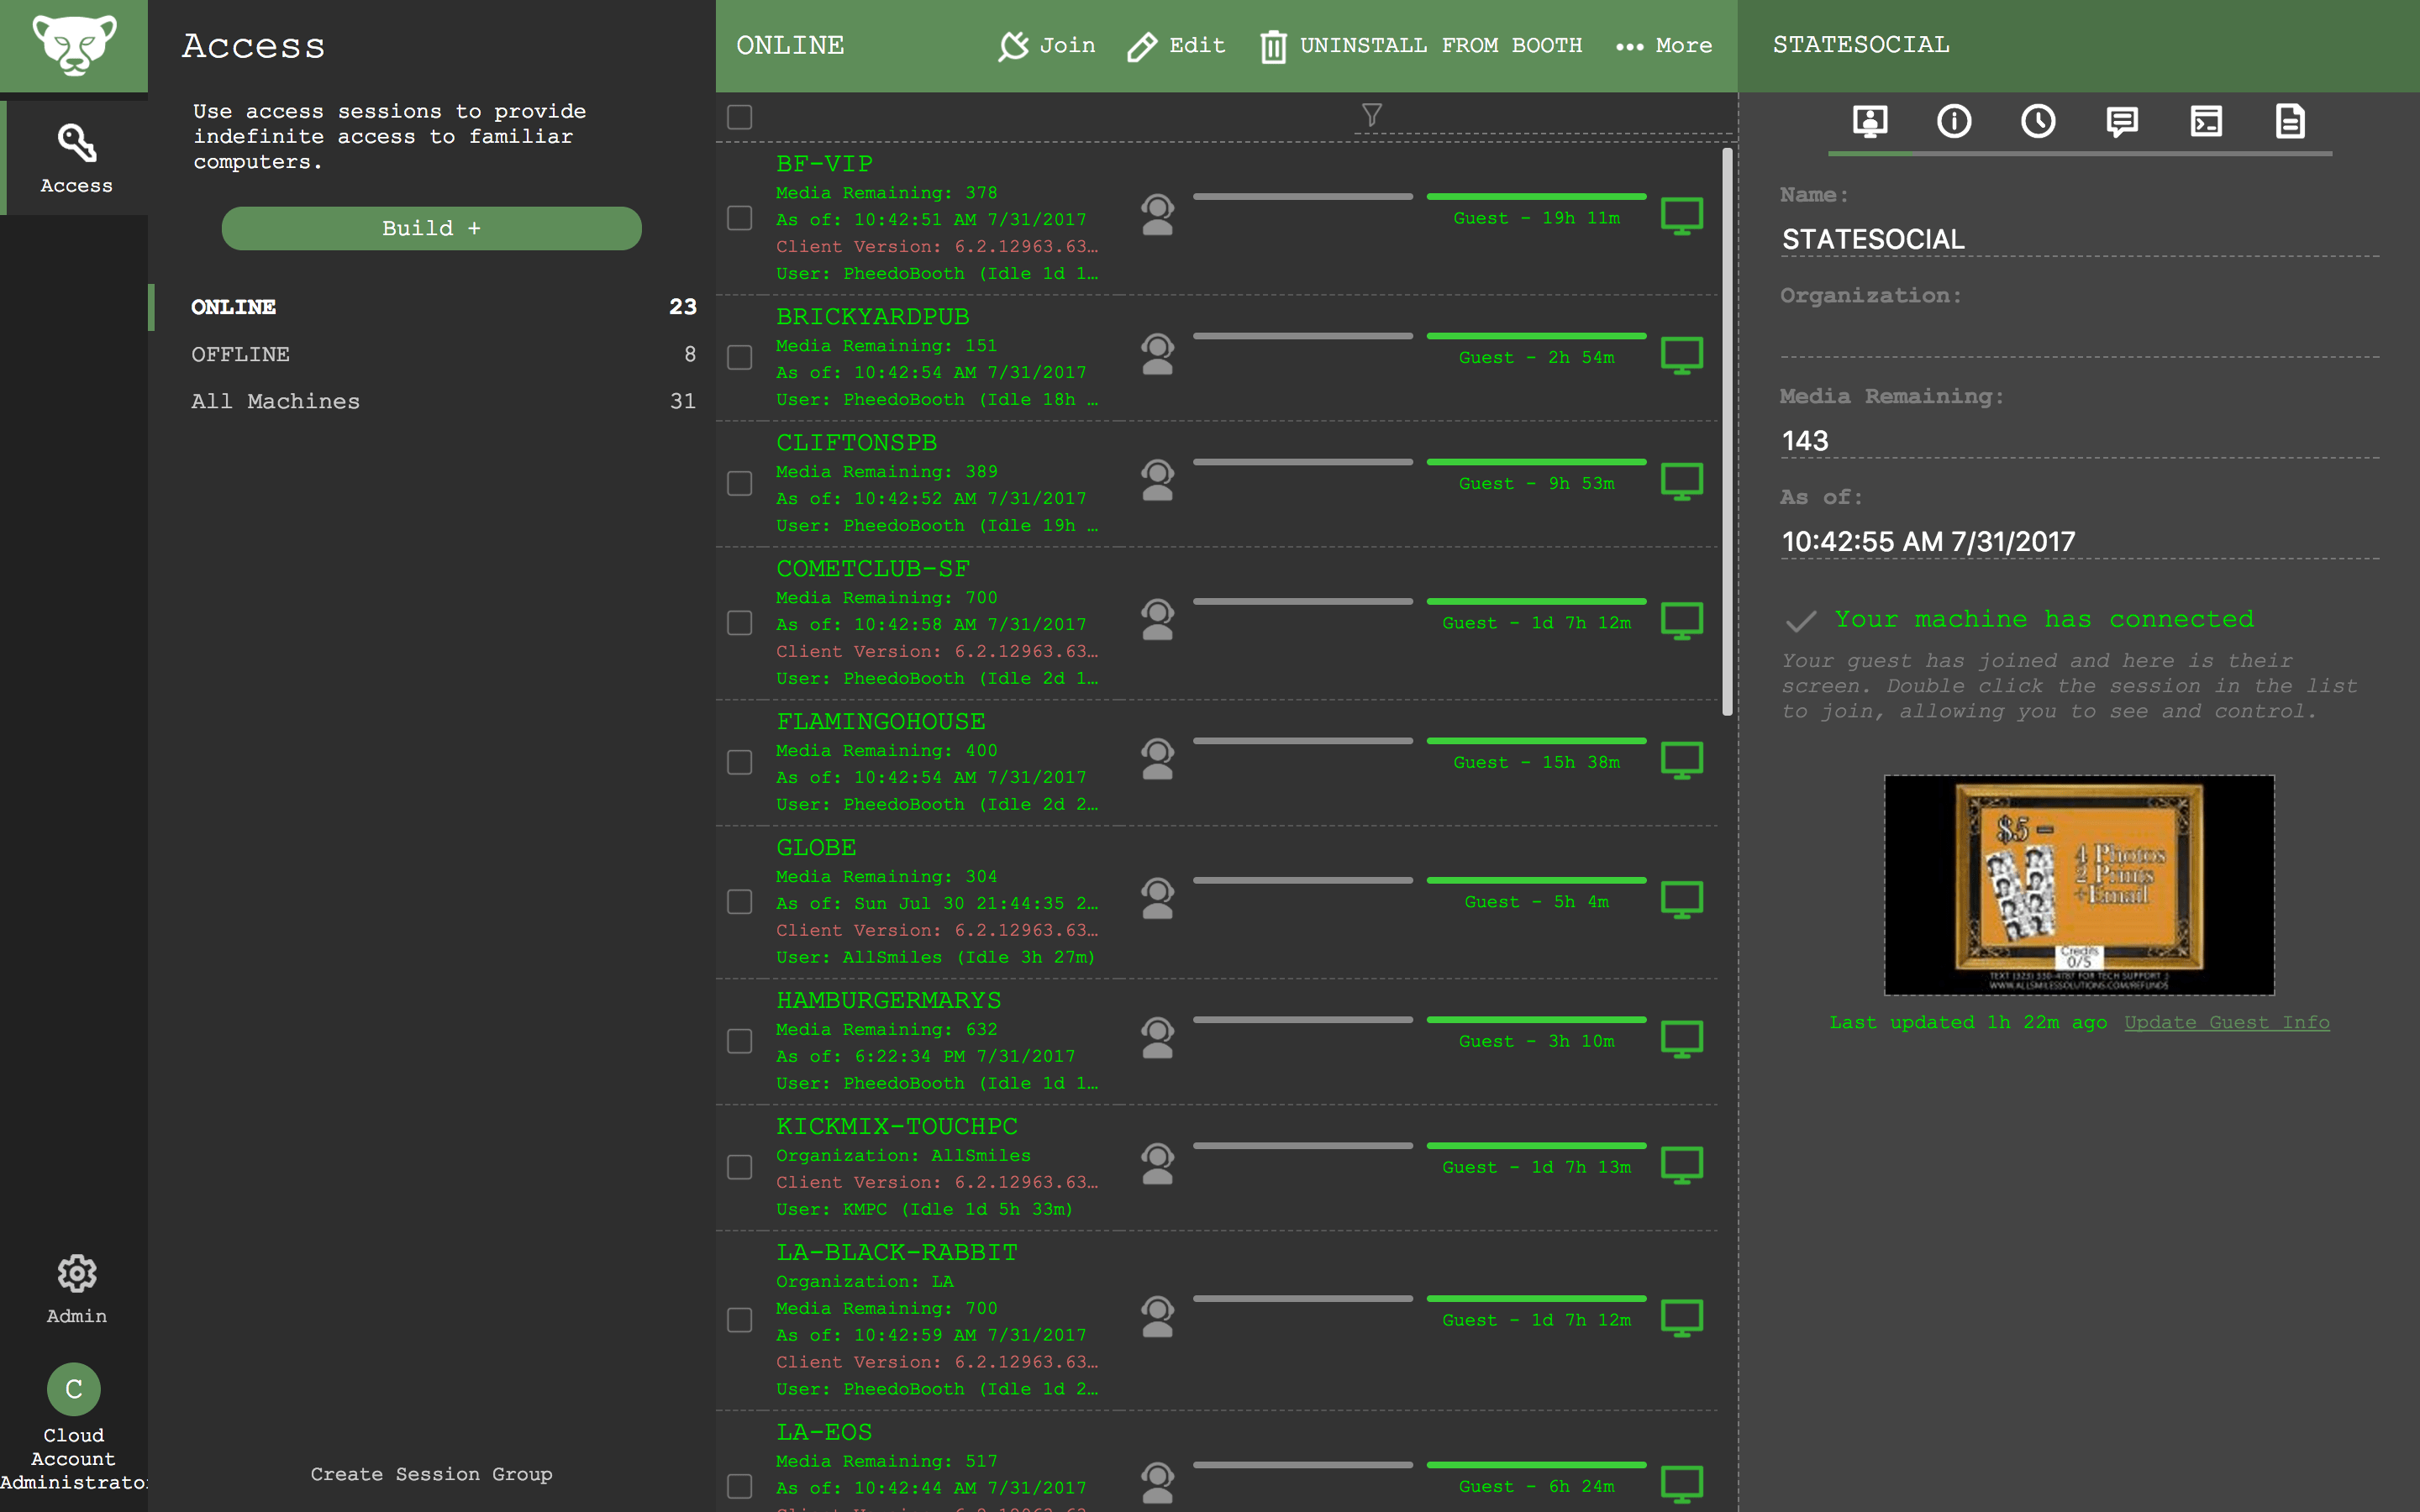 Access
Access
Use access sessions to provide
indefinite access to familiar
computers.
Build +
ONLINE 23
OFFLINE 8
All Machines 31
Create Session Group
Admin
C
Cloud
Account
Administrato
ONLINE
Join
Edit
UNINSTALL FROM BOOTH
More
BF-VIP
Media Remaining: 378
As of: 10:42:51 AM 7/31/2017
Client Version: 6.2.12963.63…
User: PheedoBooth (Idle 1d 1…
Guest - 19h 11m
BRICKYARDPUB
Media Remaining: 151
As of: 10:42:54 AM 7/31/2017
User: PheedoBooth (Idle 18h …
Guest - 2h 54m
CLIFTONSPB
Media Remaining: 389
As of: 10:42:52 AM 7/31/2017
User: PheedoBooth (Idle 19h …
Guest - 9h 53m
COMETCLUB-SF
Media Remaining: 700
As of: 10:42:58 AM 7/31/2017
Client Version: 6.2.12963.63…
User: PheedoBooth (Idle 2d 1…
Guest - 1d 7h 12m
FLAMINGOHOUSE
Media Remaining: 400
As of: 10:42:54 AM 7/31/2017
User: PheedoBooth (Idle 2d 2…
Guest - 15h 38m
GLOBE
Media Remaining: 304
As of: Sun Jul 30 21:44:35 2…
Client Version: 6.2.12963.63…
User: AllSmiles (Idle 3h 27m)
Guest - 5h 4m
HAMBURGERMARYS
Media Remaining: 632
As of: 6:22:34 PM 7/31/2017
User: PheedoBooth (Idle 1d 1…
Guest - 3h 10m
KICKMIX-TOUCHPC
Organization: AllSmiles
Client Version: 6.2.12963.63…
User: KMPC (Idle 1d 5h 33m)
Guest - 1d 7h 13m
LA-BLACK-RABBIT
Organization: LA
Media Remaining: 700
As of: 10:42:59 AM 7/31/2017
Client Version: 6.2.12963.63…
User: PheedoBooth (Idle 1d 2…
Guest - 1d 7h 12m
LA-EOS
Media Remaining: 517
As of: 10:42:44 AM 7/31/2017
Guest - 6h 24m
STATESOCIAL
Name:
STATESOCIAL
Organization:
Media Remaining:
143
As of:
10:42:55 AM 7/31/2017
Your machine has connected
Your guest has joined and here is their
screen. Double click the session in the list
to join, allowing you to see and control.
$5 =
4 Photos
2 Prints
+Email
Credits
0/5
TEXT (323) 330-4787 FOR TECH SUPPORT :)
WWW.ALLSMILESSOLUTIONS.COM/REFUNDS
Last updated 1h 22m ago Update Guest Info